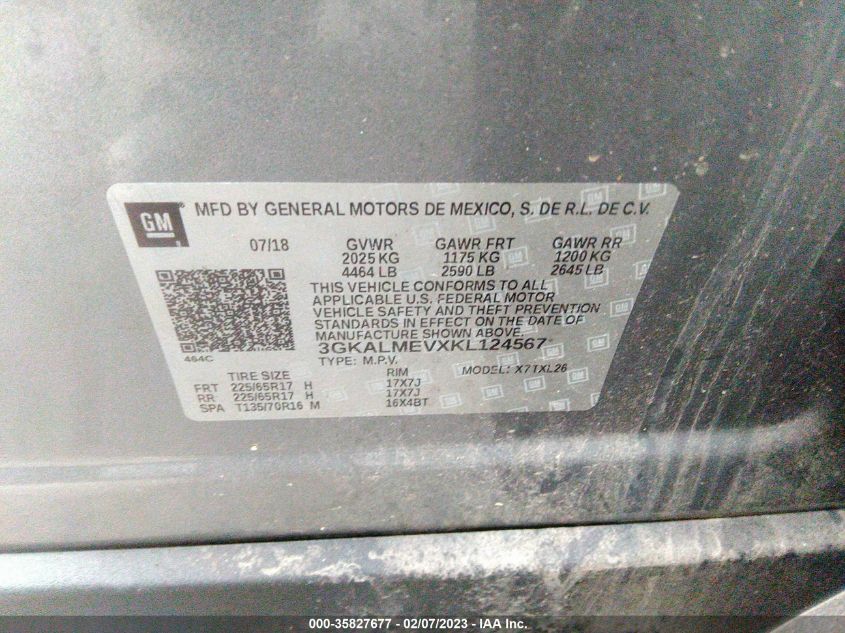 GM MFD BY GENERAL MOTORS DE MEXICO, S. DE R.L. DE C.V.
07/18 GVWR GAWR FRT GAWR RR
2025 KG 1175 KG 1200 KG
4464 LB 2590 LB 2645 LB
THIS VEHICLE CONFORMS TO ALL
APPLICABLE U.S. FEDERAL MOTOR
VEHICLE SAFETY AND THEFT PREVENTION
STANDARDS IN EFFECT ON THE DATE OF
MANUFACTURE SHOWN ABOVE.
3GKALMEVXKL124567
464C
TYPE: M.P.V. MODEL: X7TXL26
TIRE SIZE RIM
FRT 225/65R17 H 17X7J
RR 225/65R17 H 17X7J
SPA T135/70R16 M 16X4BT
000-35827677 - 02/07/2023 - IAA Inc.